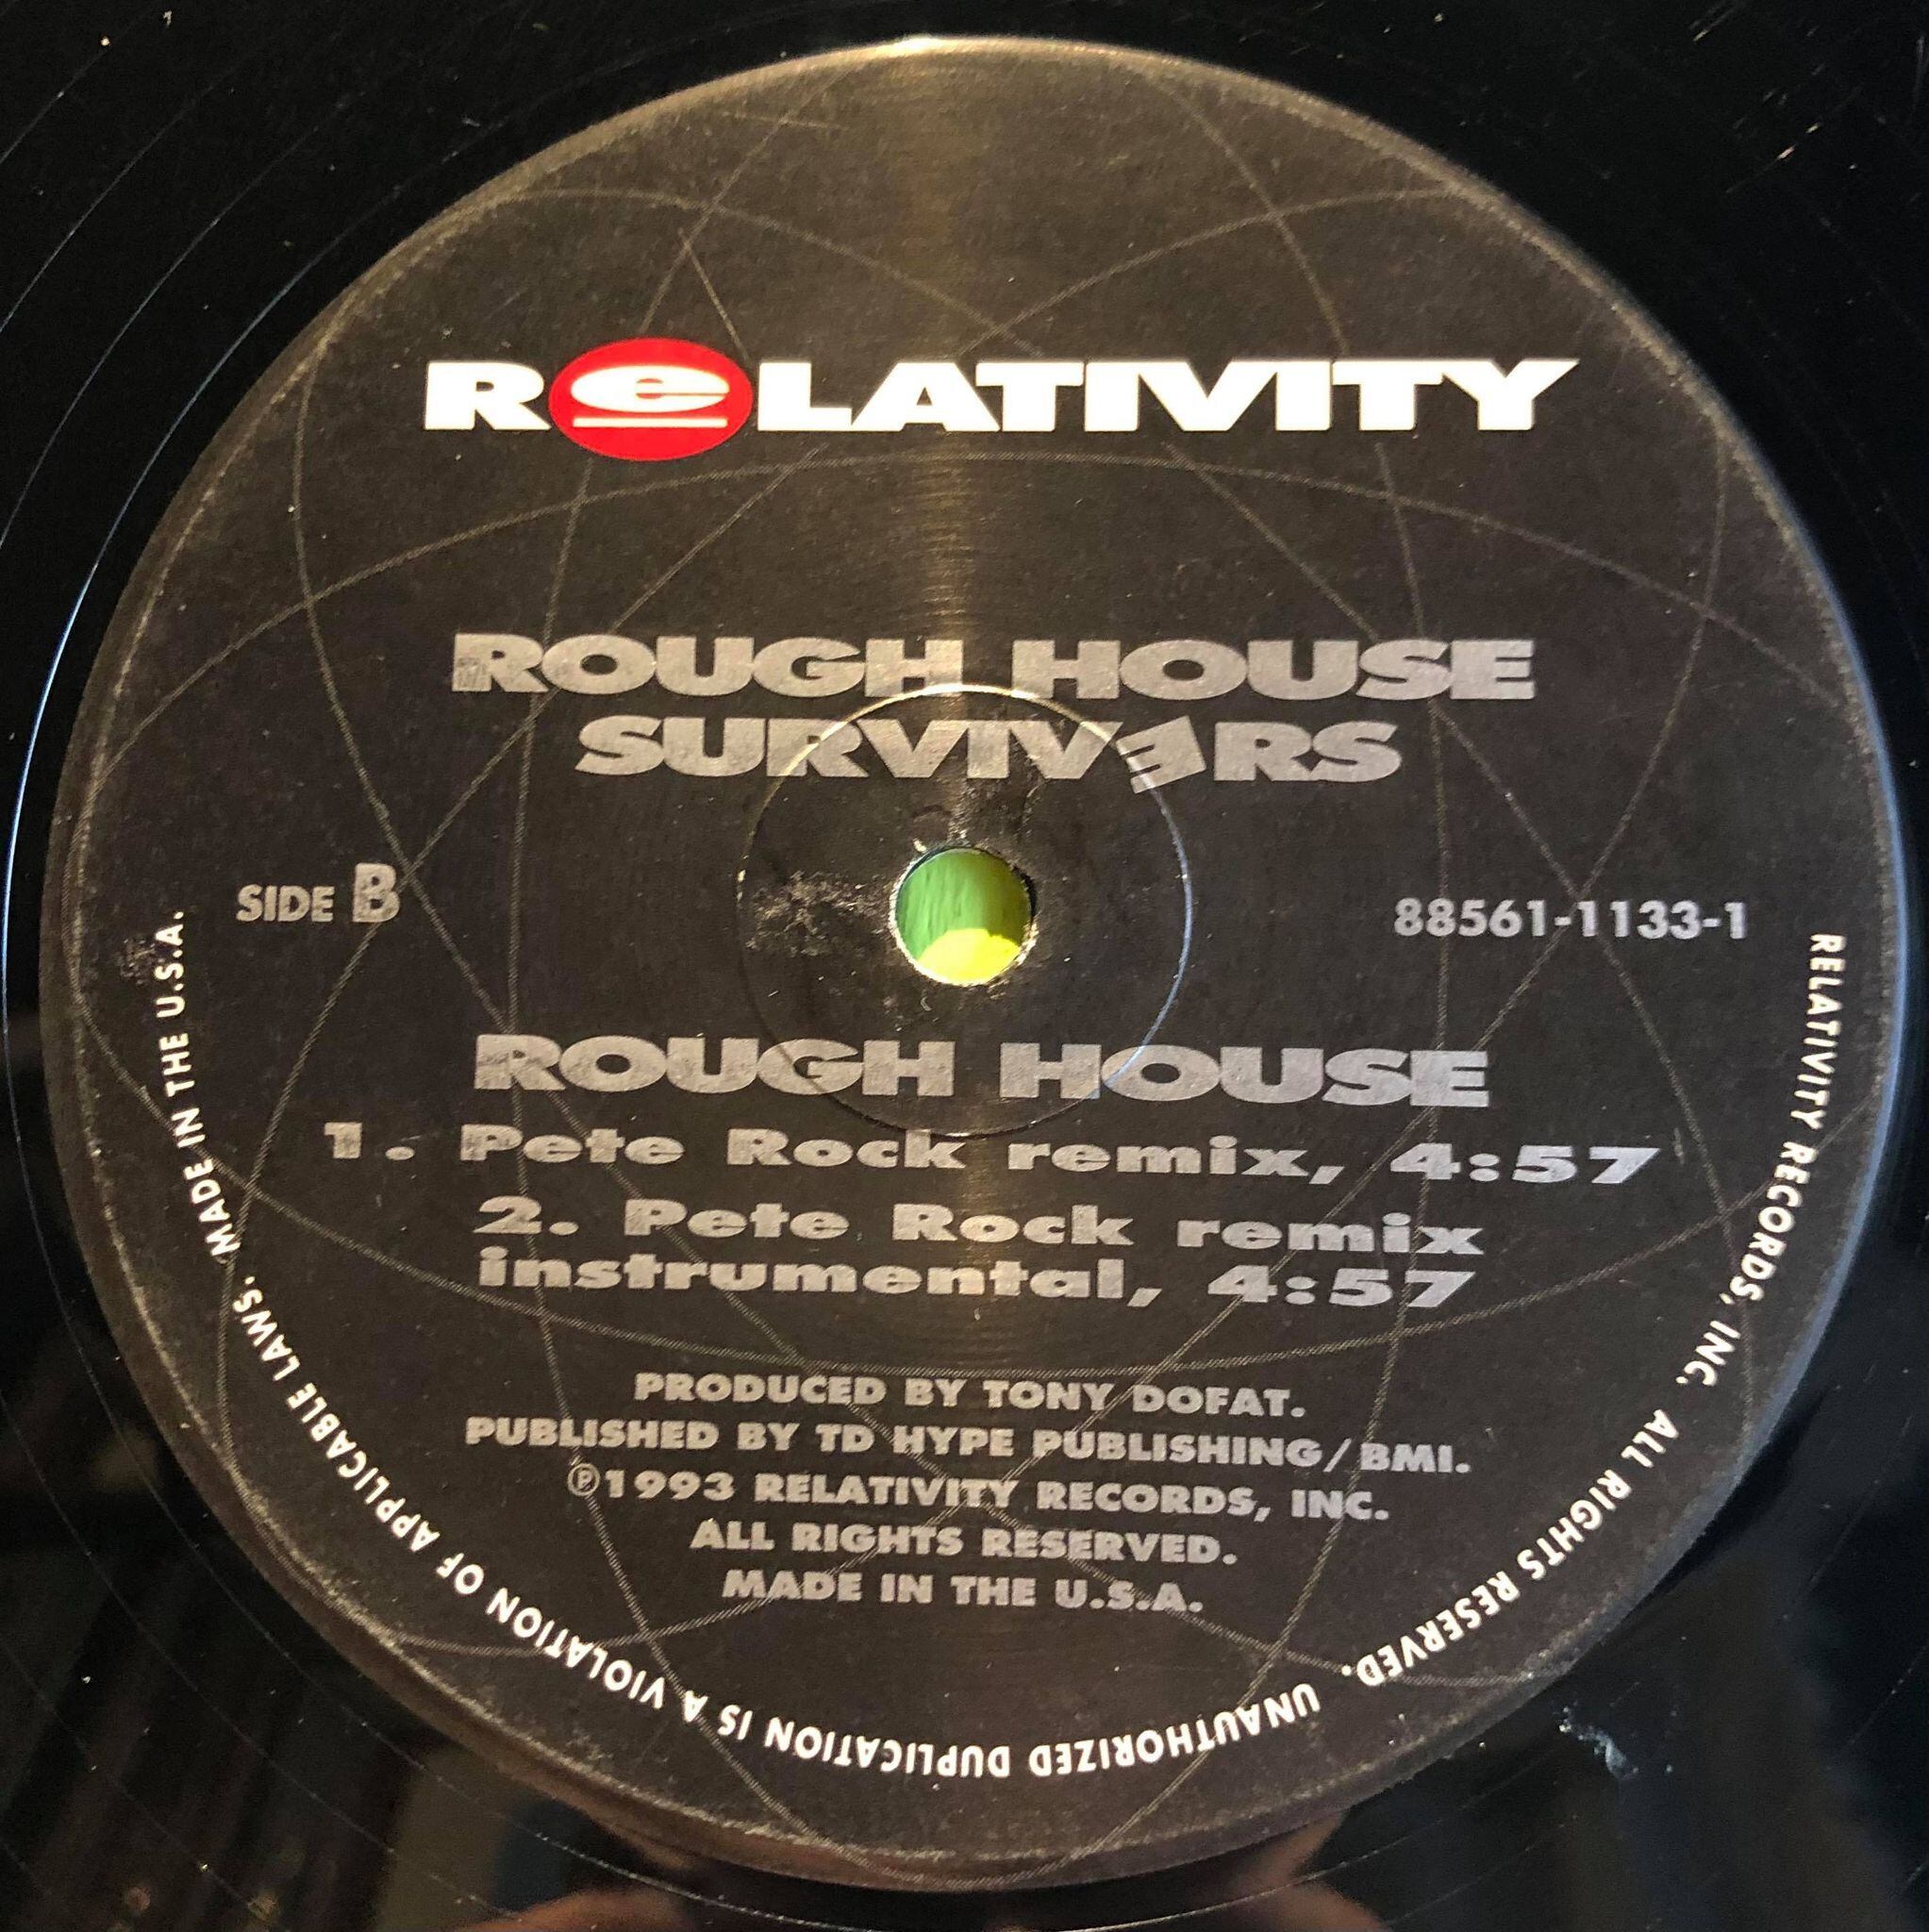 ReLATIVITY
ROUGH HOUSE
SURVIVERS
SIDE B
88561-1133-1
ROUGH HOUSE
1. Pete Rock remix, 4:57
2. Pete Rock remix
instrumental, 4:57
PRODUCED BY TONY DOFAT.
PUBLISHED BY TD HYPE PUBLISHING/BMI.
℗1993 RELATIVITY RECORDS, INC.
ALL RIGHTS RESERVED.
MADE IN THE U.S.A.
RELATIVITY RECORDS, INC. ALL RIGHTS RESERVED. UNAUTHORIZED DUPLICATION IS A VIOLATION OF APPLICABLE LAWS. MADE IN THE U.S.A.